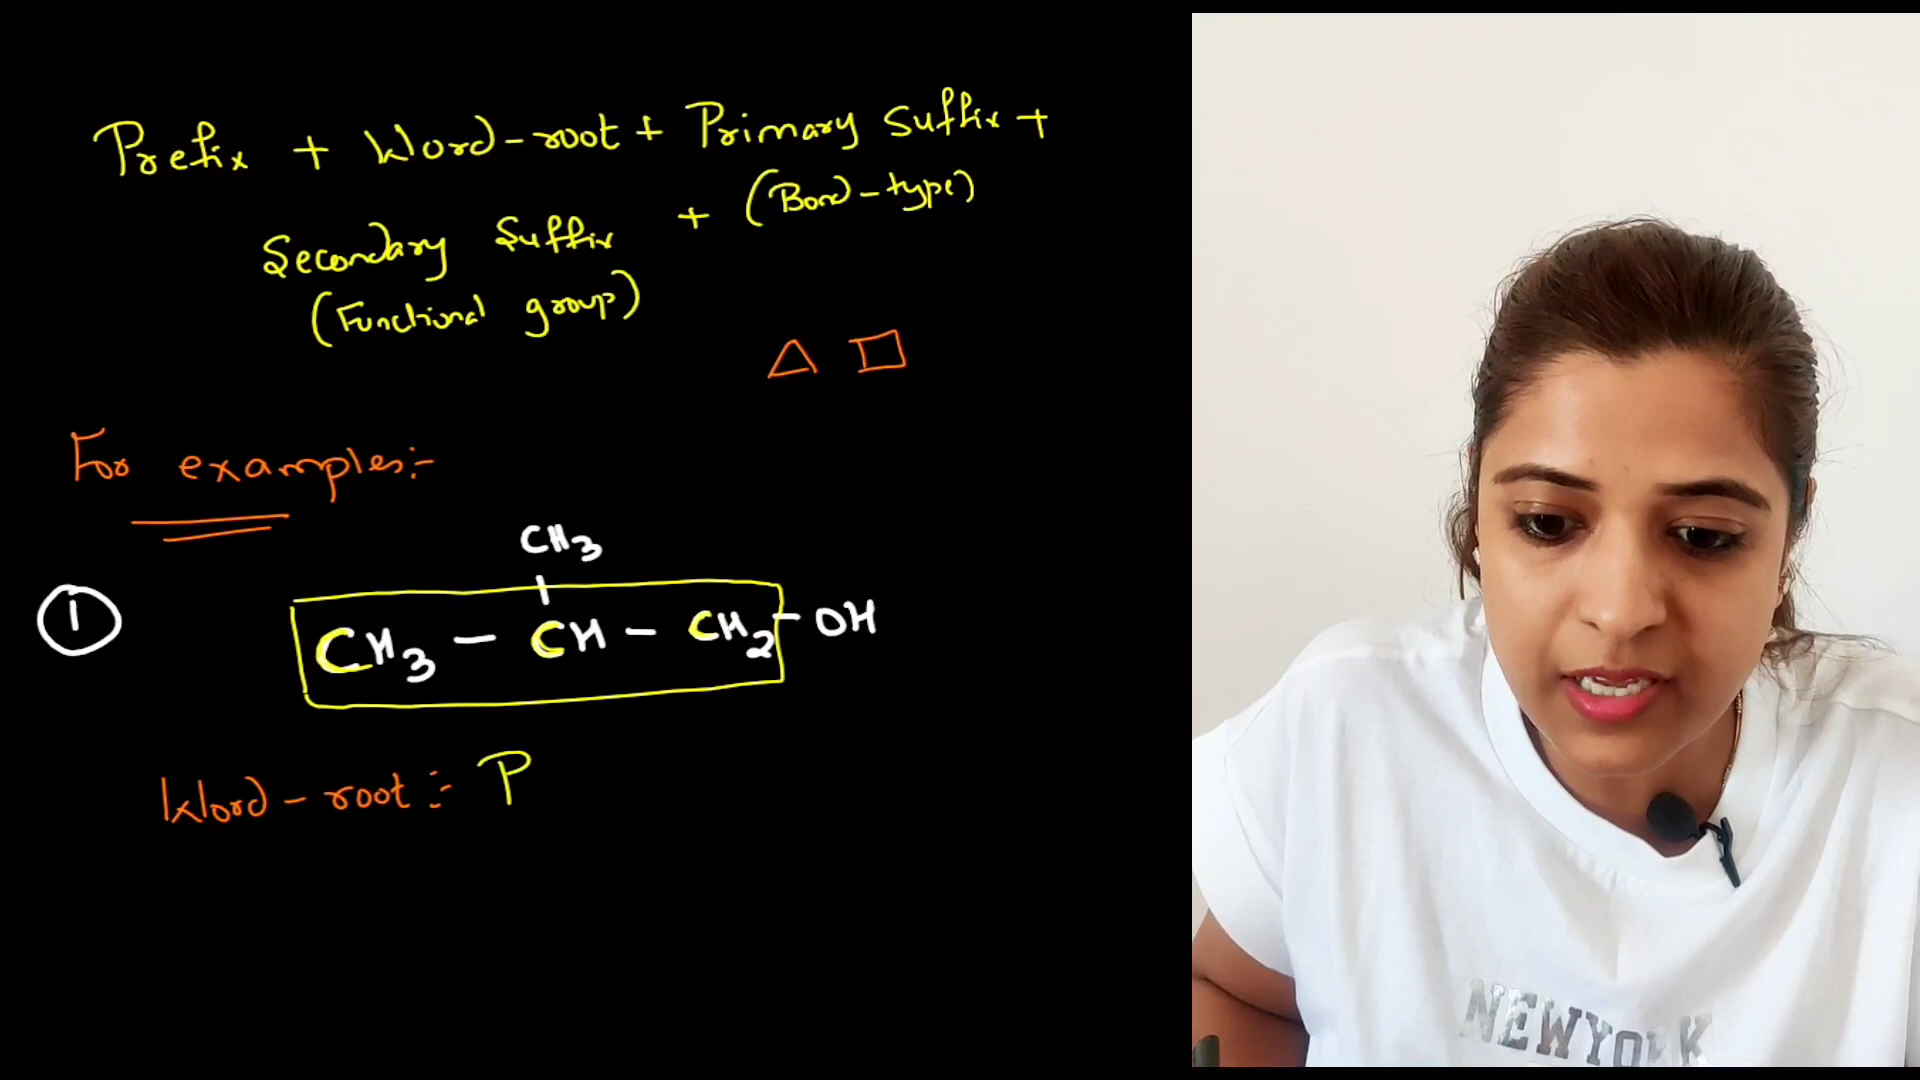 Prefix + Word-root + Primary suffix +
(Bond-type)
Secondary Suffix +
(Functional group)
For examples:-
CH3
1
CH3 - CH - CH2 - OH
Word-root :- P
NEWYORK